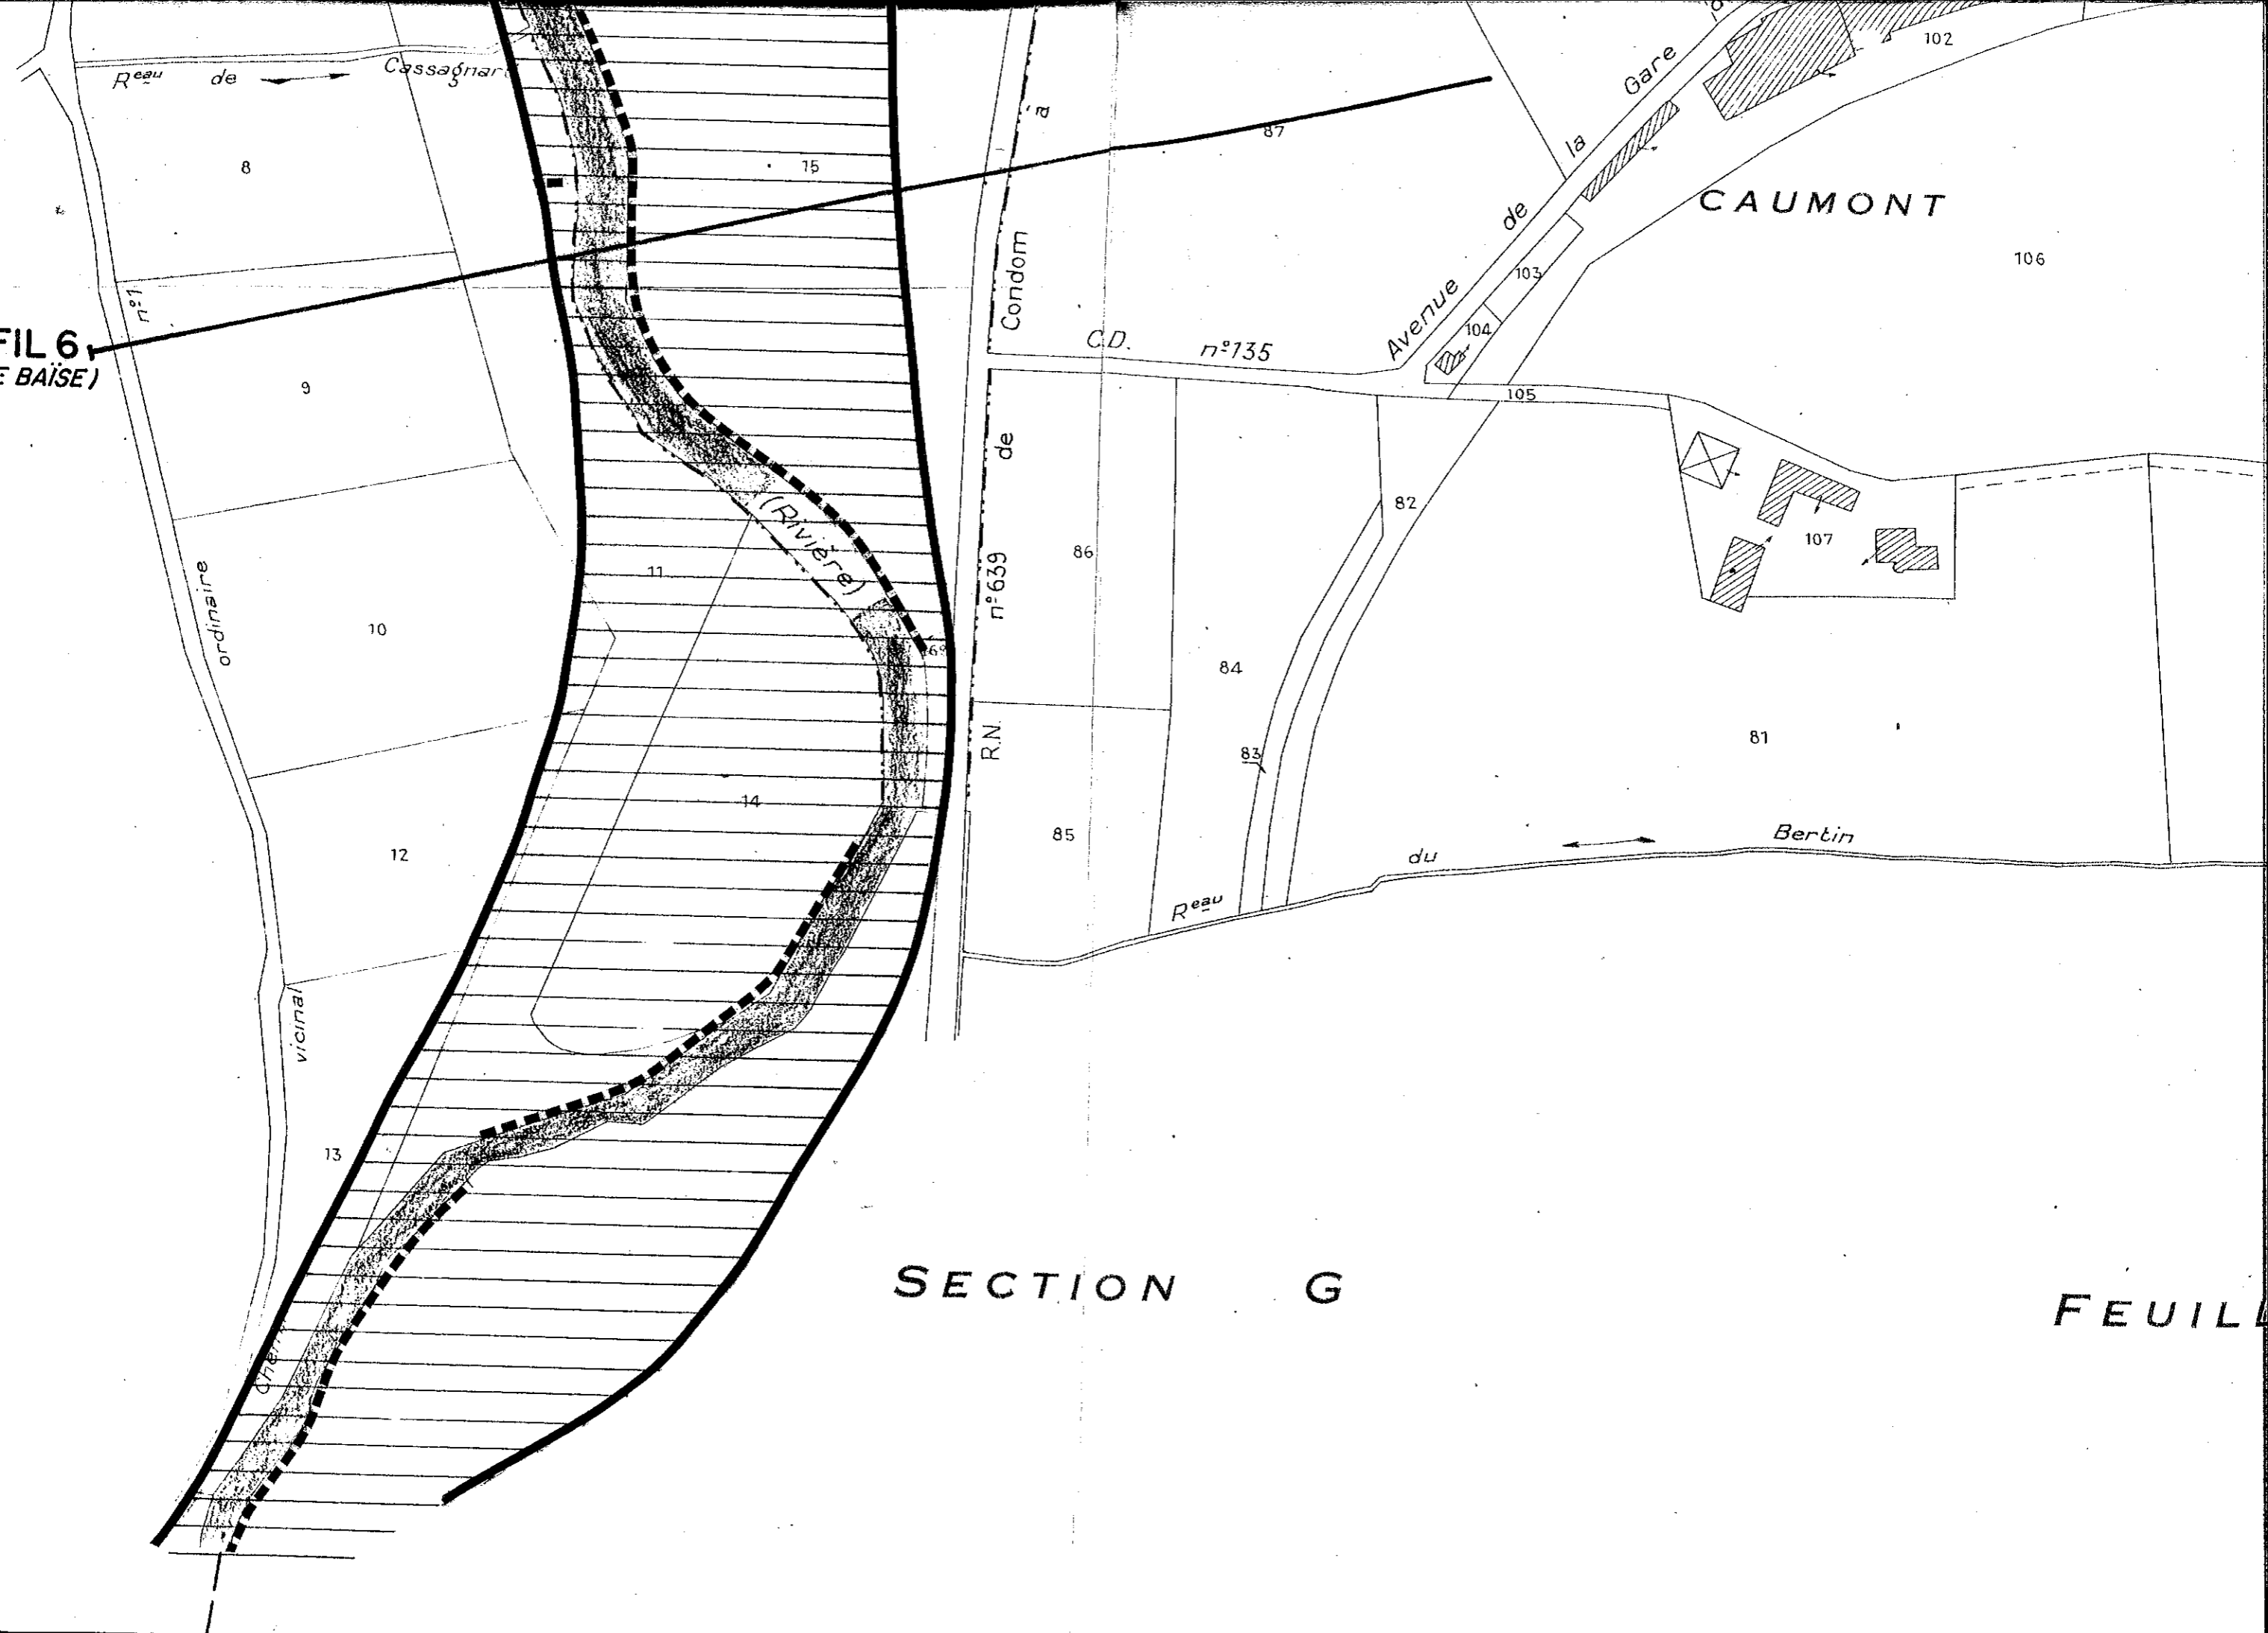 Reau de Cassagnar
8
15
87
102
Avenue de la Gare
CAUMONT
106
n°1
FIL 6
E BAÏSE)
9
Condom
C.D. n°135
103
104
105
82
(Rivière)
11
86
107
ordinaire
10
de
n°639
84
R.N.
83
81
14
85
12
Reau du Bertin
vicinal
13
Che
SECTION G
FEUILL